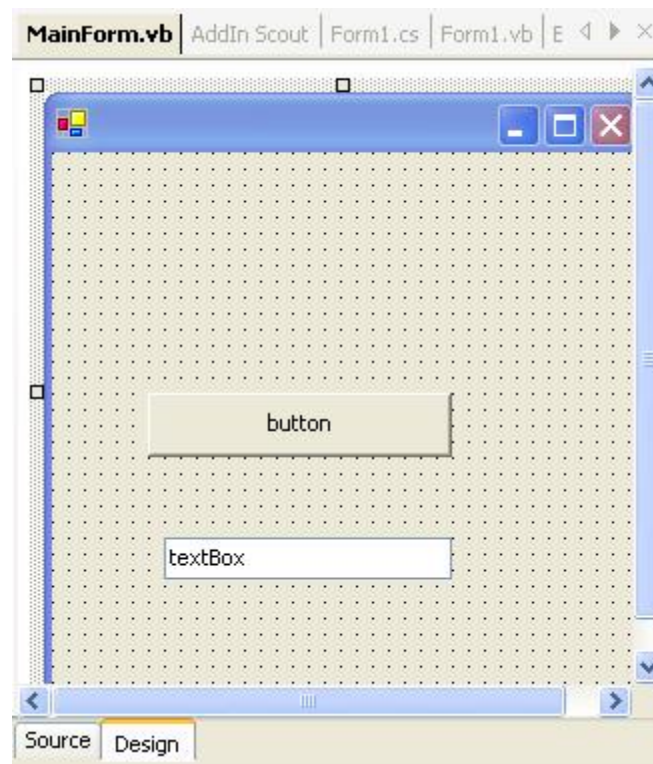 MainForm.vb AddIn Scout Form1.cs Form1.vb E
button
textBox
Source Design